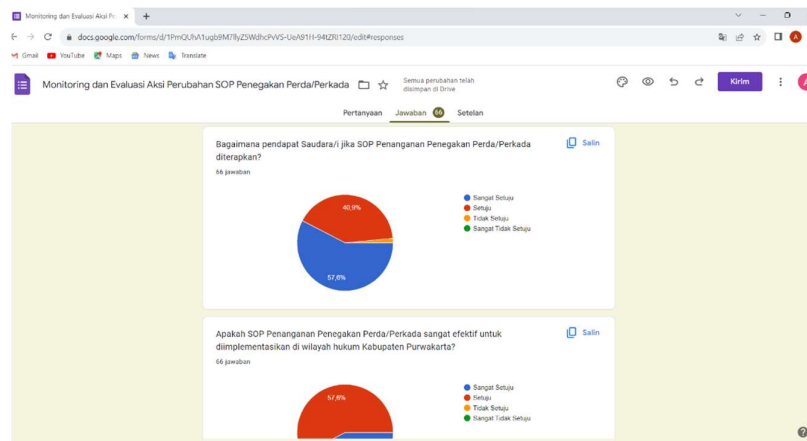 Monitoring dan Evaluasi Aksi Pe
docs.google.com/forms/d/1PmQUhA1ugb9M7llyZ5WdhcPvVS-UeA91H-94tZRI120/edit#responses
Gmail YouTube Maps News Translate
Monitoring dan Evaluasi Aksi Perubahan SOP Penegakan Perda/Perkada
Semua perubahan telah
disimpan di Drive
Kirim
Pertanyaan Jawaban 66 Setelan
Bagaimana pendapat Saudara/i jika SOP Penanganan Penegakan Perda/Perkada
diterapkan?
Salin
66 jawaban
40,9%
57,6%
Sangat Setuju
Setuju
Tidak Setuju
Sangat Tidak Setuju
Apakah SOP Penanganan Penegakan Perda/Perkada sangat efektif untuk
diimplementasikan di wilayah hukum Kabupaten Purwakarta?
Salin
66 jawaban
57,6%
Sangat Setuju
Setuju
Tidak Setuju
Sangat Tidak Setuju